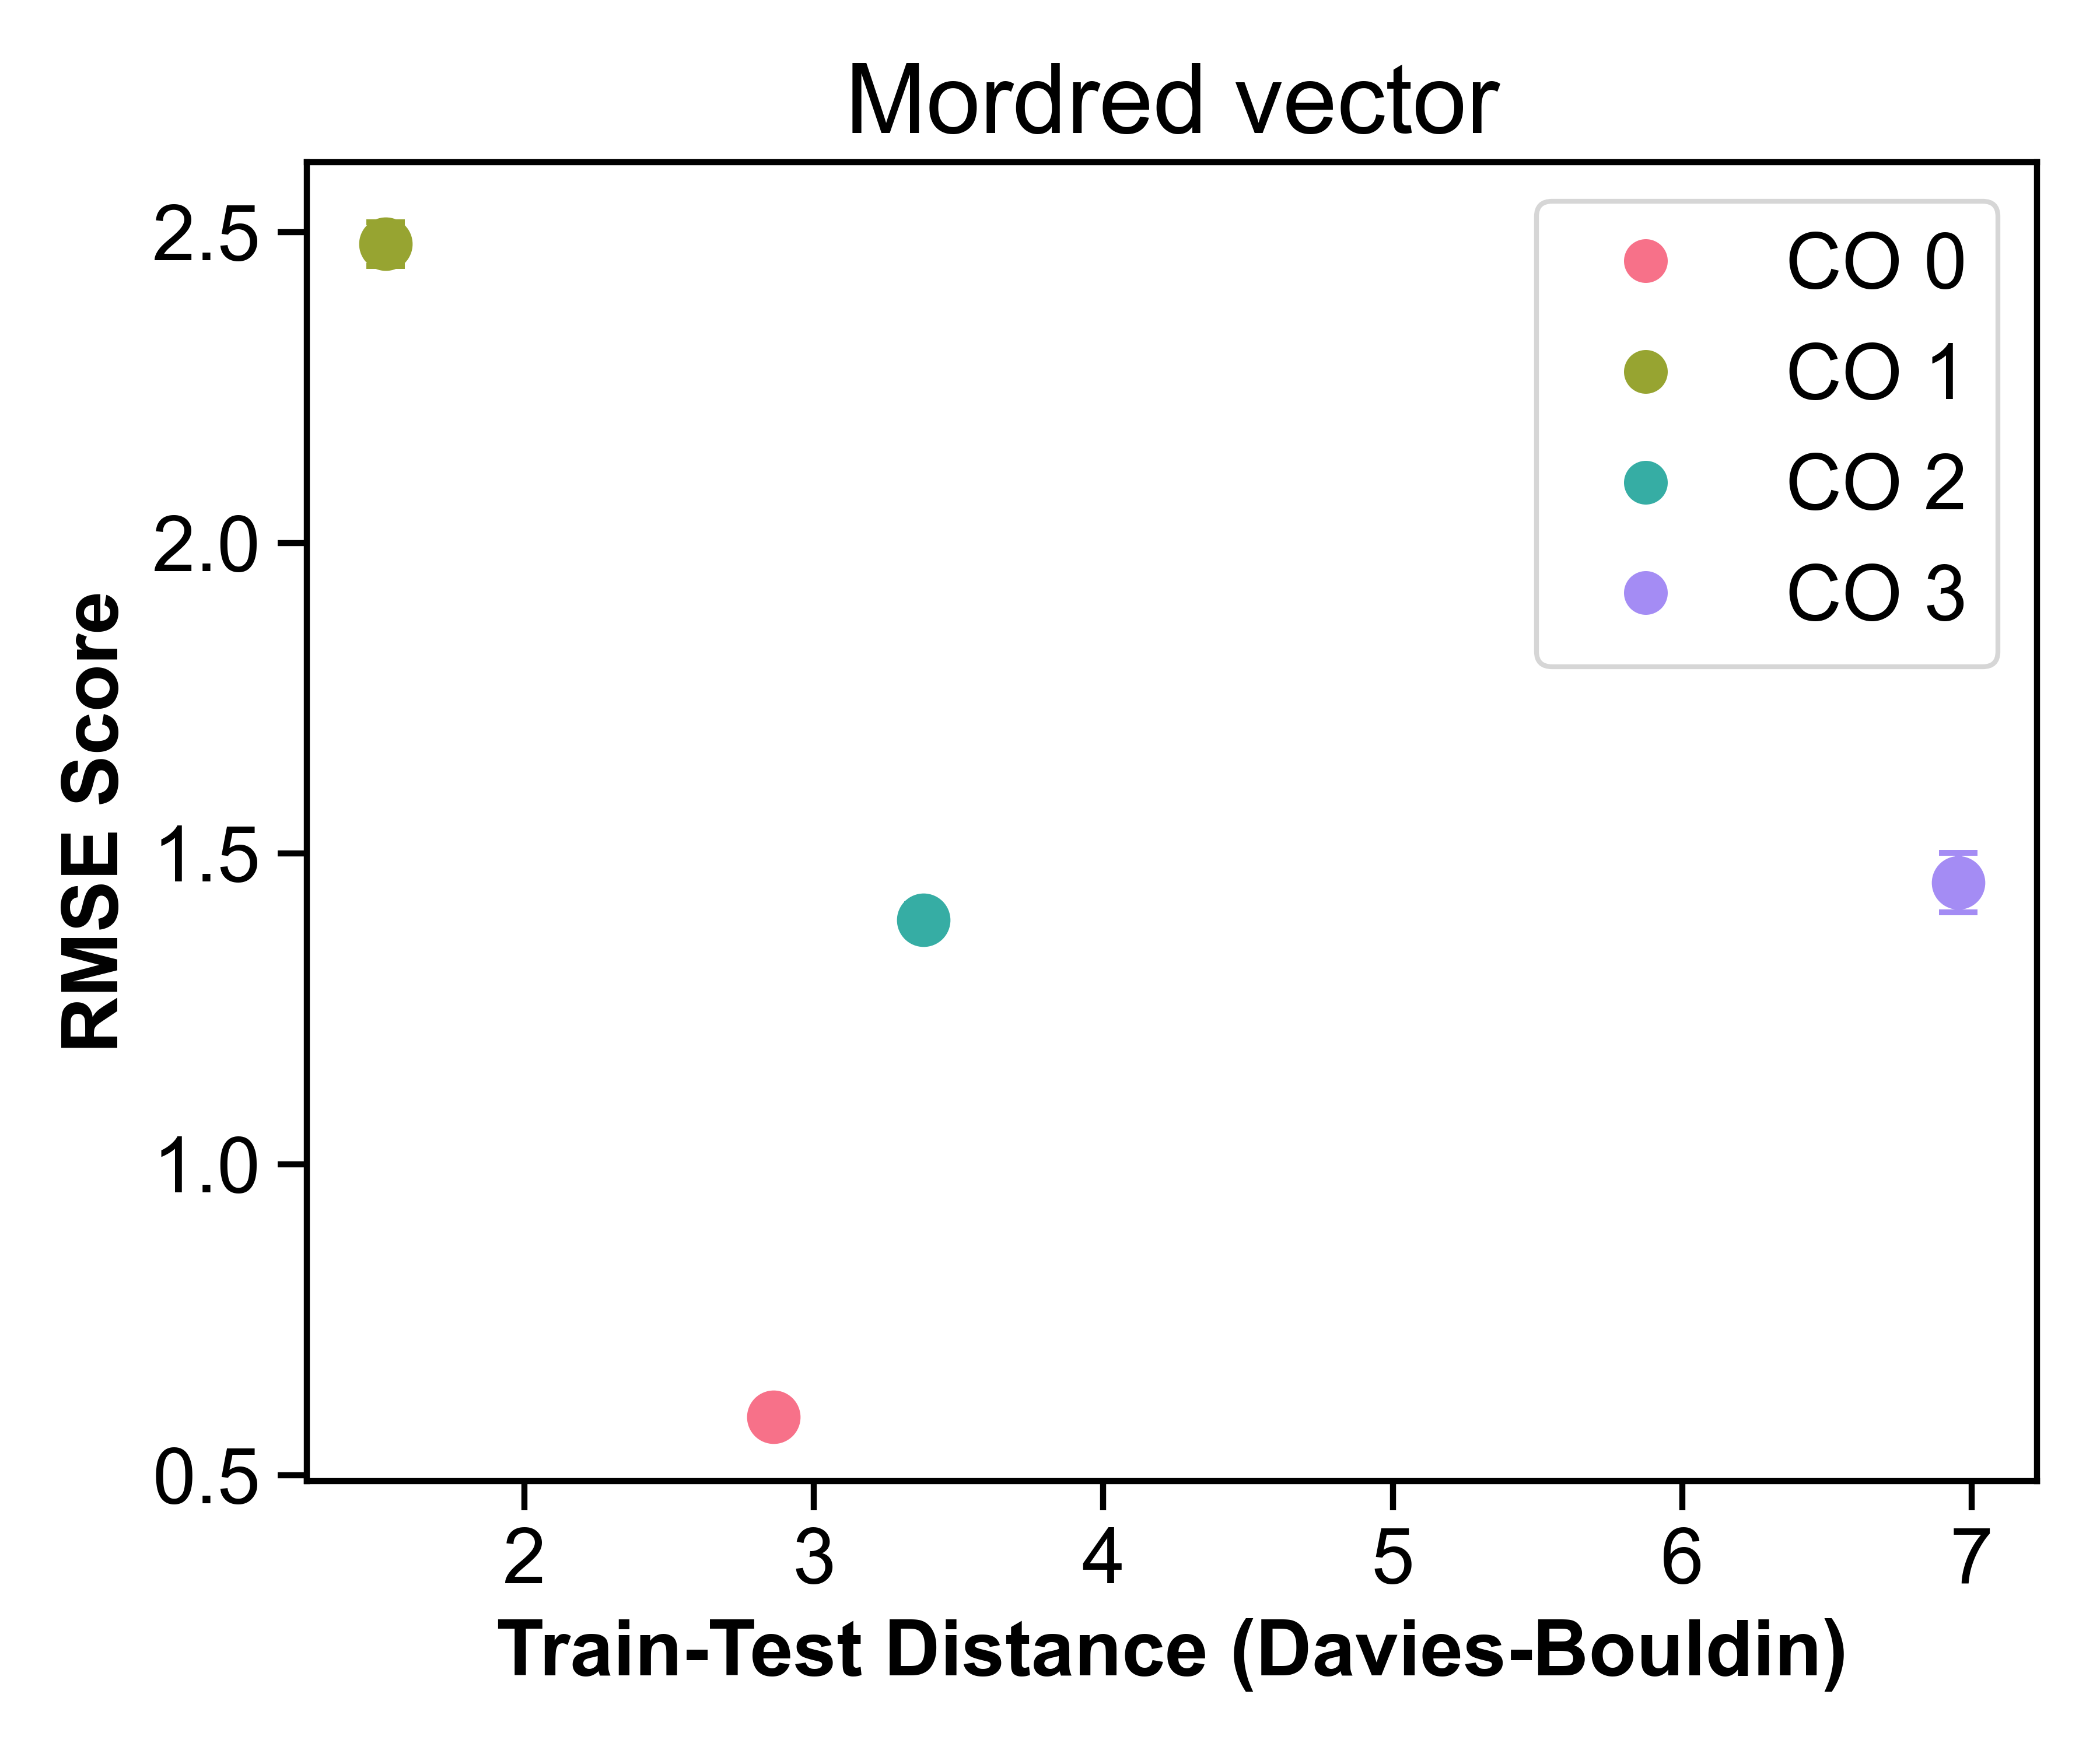 Mordred vector
2.5
2.0
1.5
1.0
0.5
RMSE Score
CO 0
CO 1
CO 2
CO 3
2 3 4 5 6 7
Train-Test Distance (Davies-Bouldin)